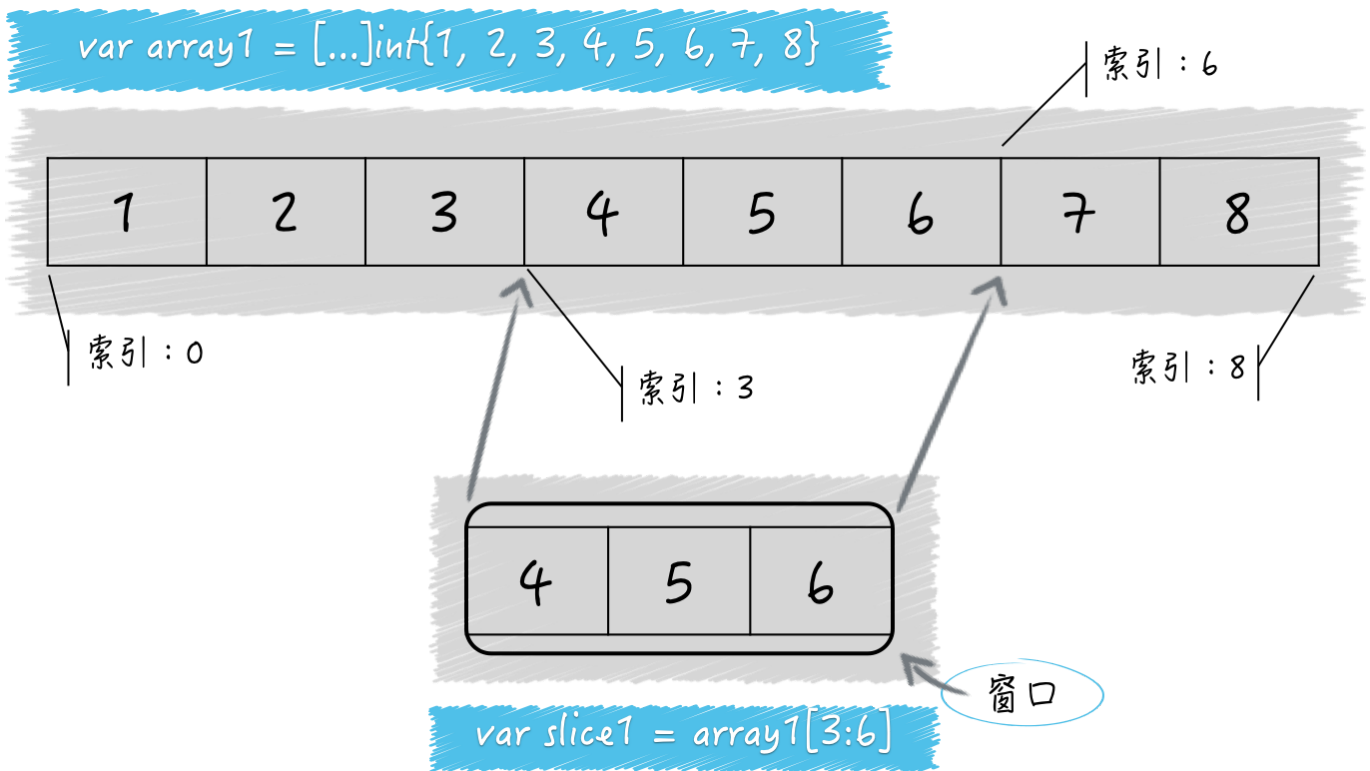 var array1 = [...]int{1, 2, 3, 4, 5, 6, 7, 8}
索引：6
1 2 3 4 5 6 7 8
索引：0
索引：3
索引：8
4 5 6
窗口
var slice1 = array1[3:6]